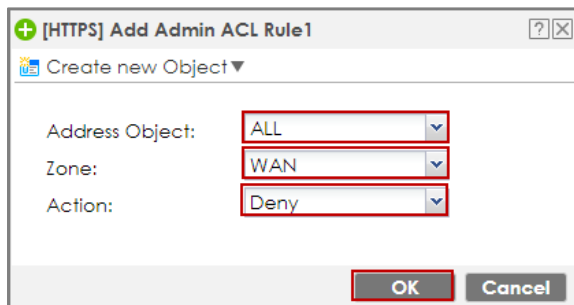 [HTTPS] Add Admin ACL Rule1
Create new Object▼
Address Object: ALL
Zone: WAN
Action: Deny
OK Cancel